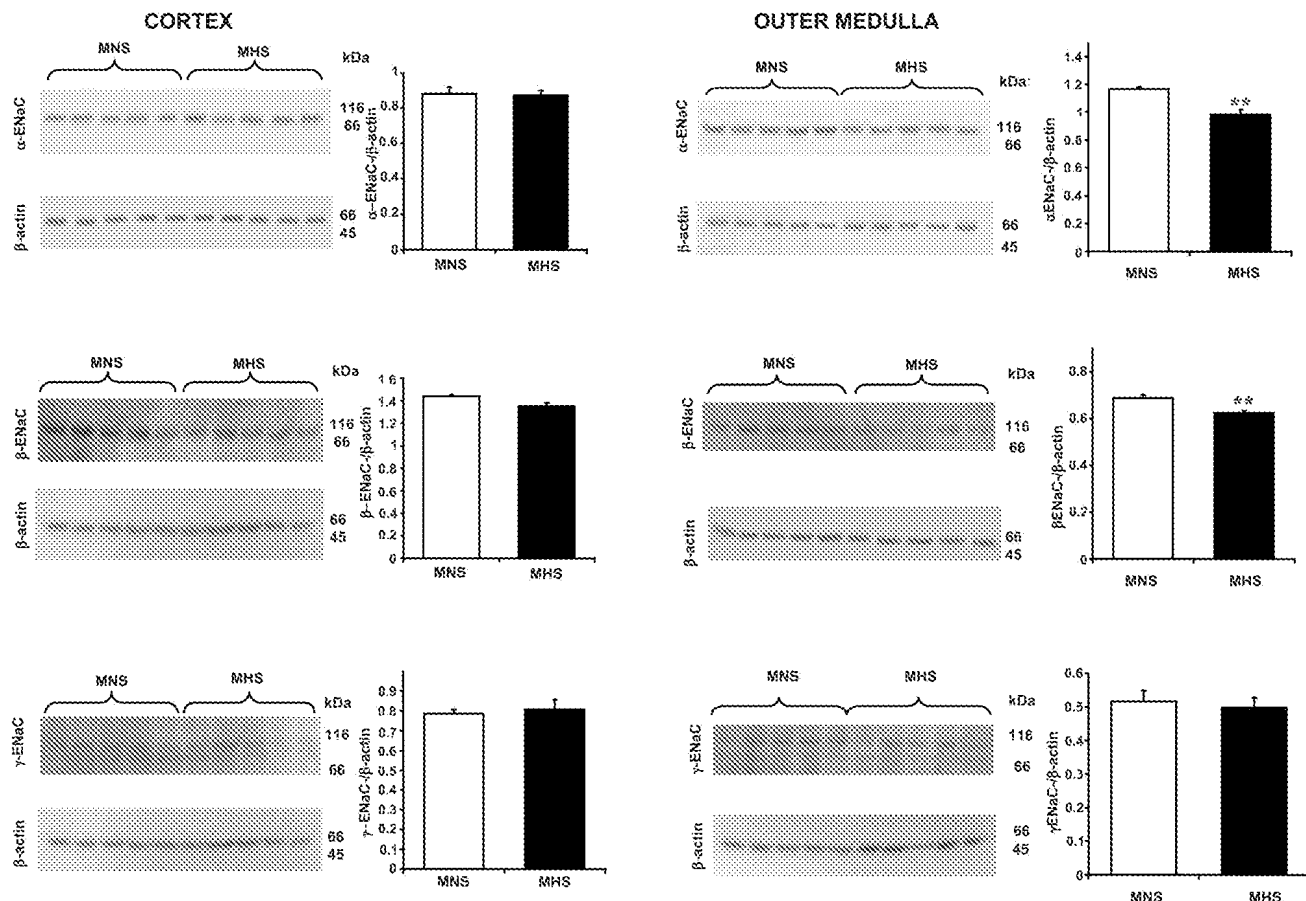 CORTEX
OUTER MEDULLA
MNS
MHS
kDa
α-ENaC
116
66
β-actin
66
45
α-ENaC-/β-actin
1
0.8
0.6
0.4
0.2
0
MNS
MHS
MNS
MHS
kDa
α-ENaC
116
66
β-actin
66
45
αENaC-/β-actin
1.4
1.2
1
0.8
0.6
0.4
0.2
0
**
MNS
MHS
MNS
MHS
kDa
β-ENaC
116
66
β-actin
66
45
β-ENaC-/β-actin
1.6
1.4
1.2
1
0.8
0.6
0.4
0.2
0
MNS
MHS
MNS
MHS
kDa
β-ENaC
116
66
β-actin
66
45
βENaC-/β-actin
0.8
0.6
0.4
0.2
0
**
MNS
MHS
MNS
MHS
kDa
γ-ENaC
116
66
β-actin
66
45
γ-ENaC-/β-actin
0.9
0.8
0.6
0.5
0.4
0.3
0.2
0.1
0
MNS
MHS
MNS
MHS
kDa
γ-ENaC
116
66
β-actin
66
45
γENaC-/β-actin
0.6
0.5
0.4
0.3
0.2
0.1
0
MNS
MHS